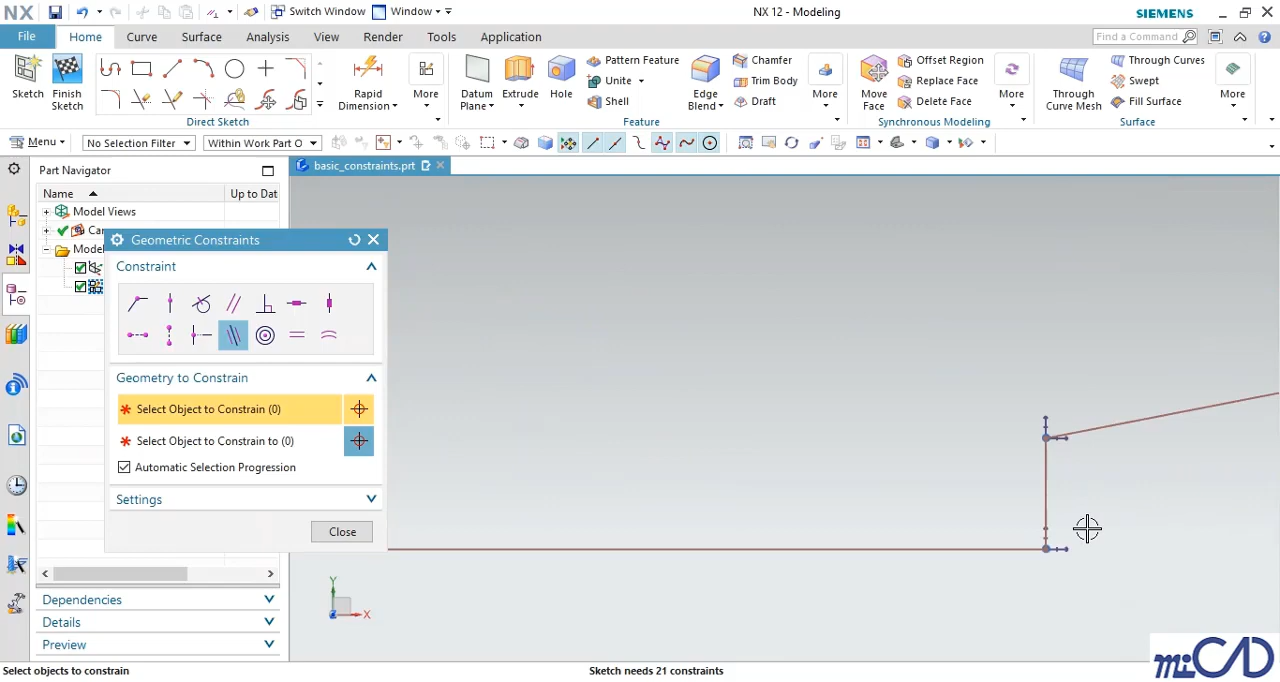 NX
Switch Window
Window
NX 12 - Modeling
SIEMENS
File
Home
Curve
Surface
Analysis
View
Render
Tools
Application
Find a Command
Sketch
Finish
Sketch
Direct Sketch
Rapid
Dimension
More
Datum
Plane
Extrude
Hole
Pattern Feature
Unite
Shell
Edge
Blend
Chamfer
Trim Body
Draft
More
Feature
Move
Face
Offset Region
Replace Face
Delete Face
More
Synchronous Modeling
Through
Curve Mesh
Through Curves
Swept
Fill Surface
More
Surface
Menu
No Selection Filter
Within Work Part O
Part Navigator
basic_constraints.prt
Name
Up to Dat
Model Views
Car
Model
Geometric Constraints
Constraint
Geometry to Constrain
* Select Object to Constrain (0)
* Select Object to Constrain to (0)
Automatic Selection Progression
Settings
Close
Y
X
Dependencies
Details
Preview
Select objects to constrain
Sketch needs 21 constraints
miCAD